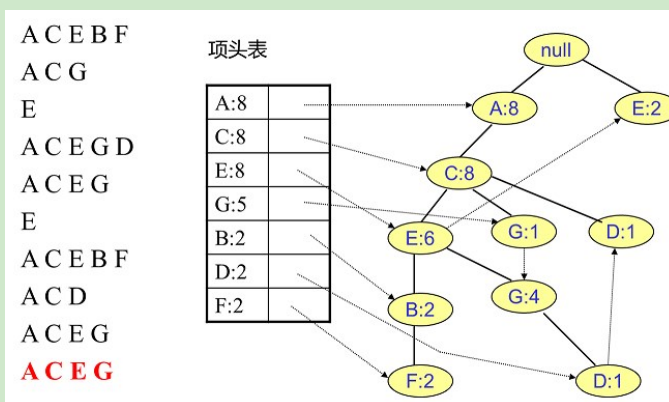 A C E B F
A C G
E
A C E G D
A C E G
E
A C E B F
A C D
A C E G
A C E G
项头表
A:8
C:8
E:8
G:5
B:2
D:2
F:2
null
A:8
E:2
C:8
E:6
G:1
D:1
B:2
G:4
F:2
D:1